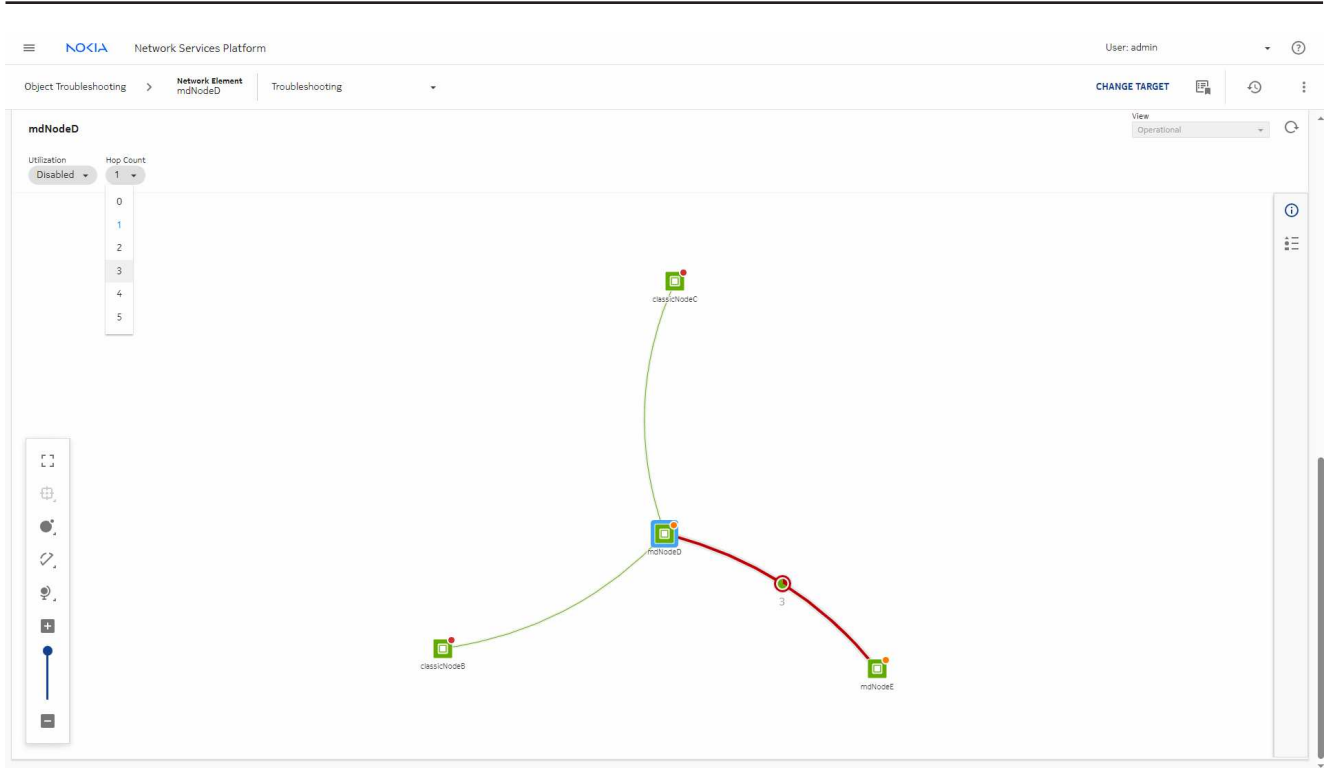 NOKIA Network Services Platform User: admin
Object Troubleshooting > Network Element mdNodeD Troubleshooting CHANGE TARGET
mdNodeD
View
Operational
Utilization Hop Count
Disabled 1
0
1
2
3
4
5
classicNodeC
mdNodeD
3
classicNodeB
mdNodeE